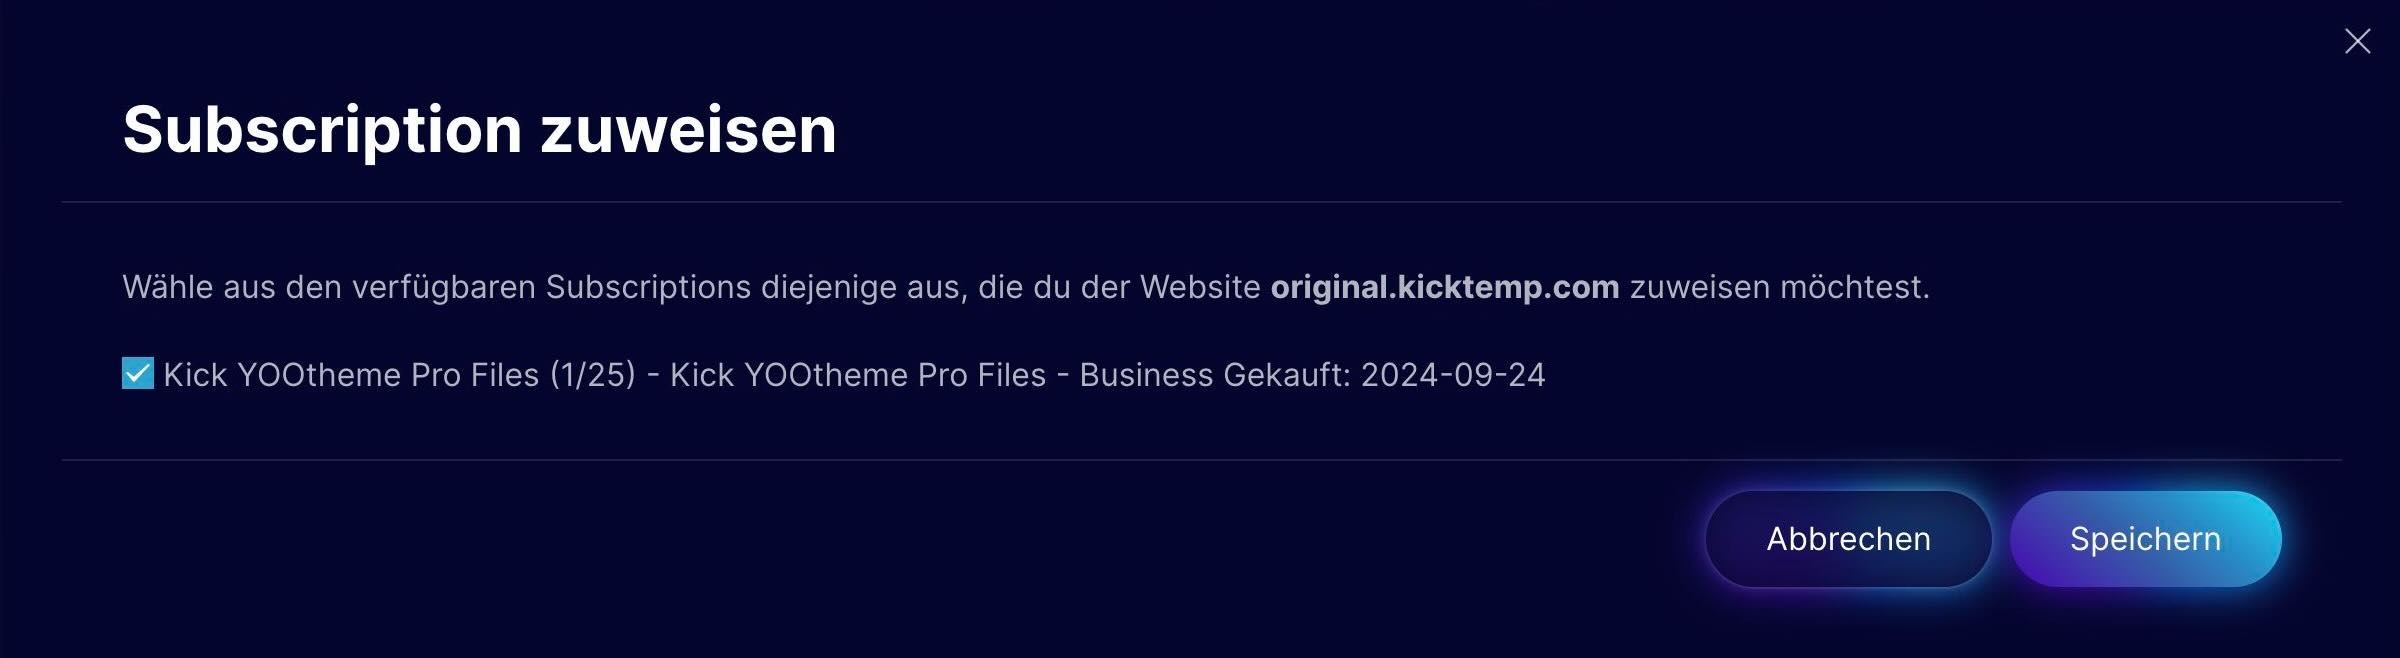 Subscription zuweisen
Wähle aus den verfügbaren Subscriptions diejenige aus, die du der Website original.kicktemp.com zuweisen möchtest.
Kick YOOtheme Pro Files (1/25) - Kick YOOtheme Pro Files - Business Gekauft: 2024-09-24
Abbrechen
Speichern